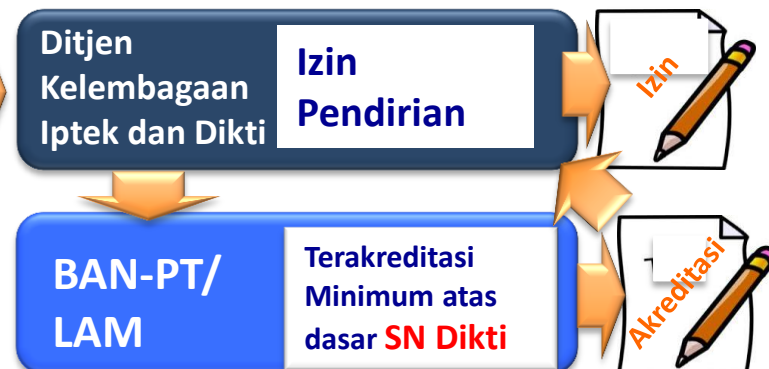 Ditjen
Kelembagaan
Iptek dan Dikti
Izin
Pendirian
Izin
BAN-PT/
LAM
Terakreditasi
Minimum atas
dasar SN Dikti
Akreditasi